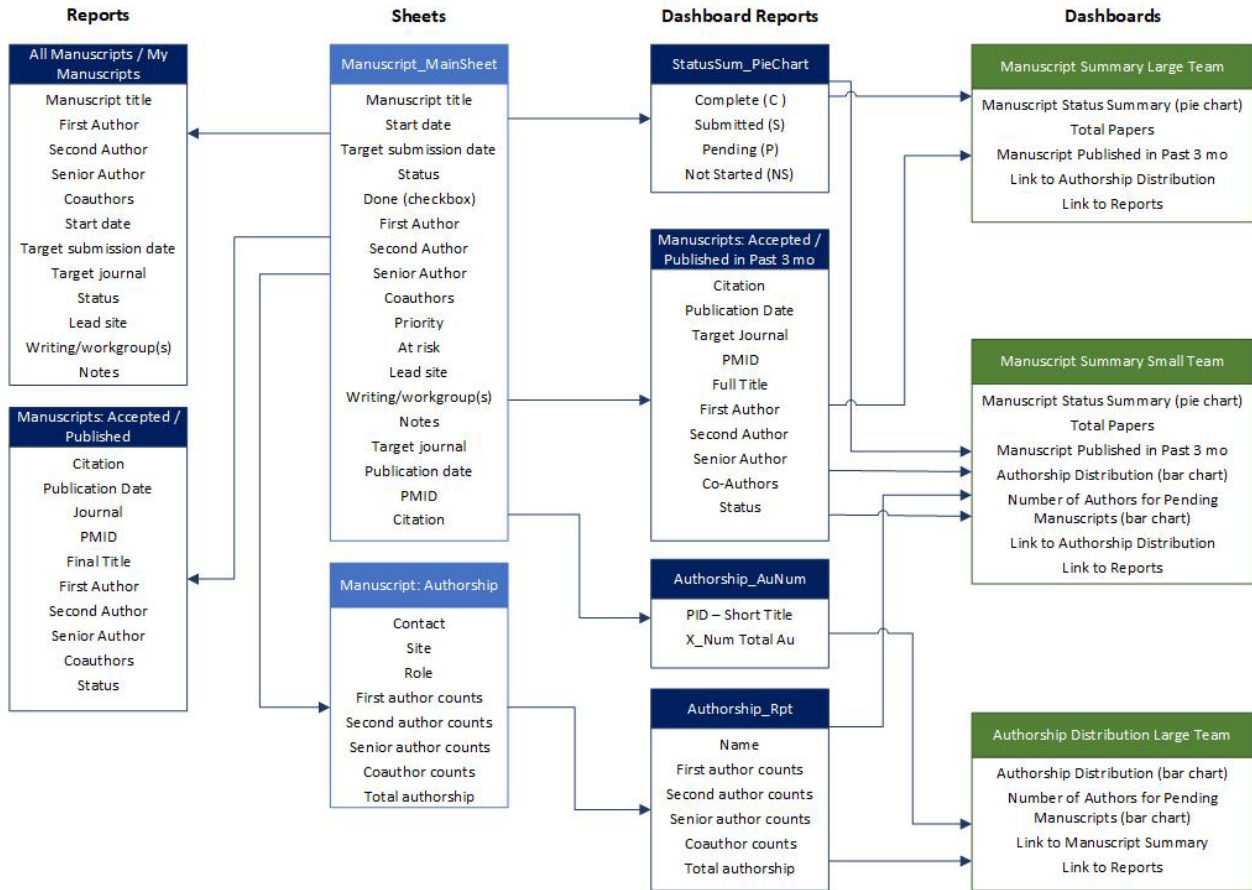 Reports
Sheets
Dashboard Reports
Dashboards
All Manuscripts / My
Manuscripts
Manuscript title
First Author
Second Author
Senior Author
Coauthors
Start date
Target submission date
Target journal
Status
Lead site
Writing/workgroup(s)
Notes
Manuscripts: Accepted /
Published
Citation
Publication Date
Journal
PMID
Final Title
First Author
Second Author
Senior Author
Coauthors
Status
Manuscript_MainSheet
Manuscript title
Start date
Target submission date
Status
Done (checkbox)
First Author
Second Author
Senior Author
Coauthors
Priority
At risk
Lead site
Writing/workgroup(s)
Notes
Target journal
Publication date
PMID
Citation
Manuscript: Authorship
Contact
Site
Role
First author counts
Second author counts
Senior author counts
Coauthor counts
Total authorship
StatusSum_PieChart
Complete (C )
Submitted (S)
Pending (P)
Not Started (NS)
Manuscripts: Accepted /
Published in Past 3 mo
Citation
Publication Date
Target Journal
PMID
Full Title
First Author
Second Author
Senior Author
Co-Authors
Status
Authorship_AuNum
PID – Short Title
X_Num Total Au
Authorship_Rpt
Name
First author counts
Second author counts
Senior author counts
Coauthor counts
Total authorship
Manuscript Summary Large Team
Manuscript Status Summary (pie chart)
Total Papers
Manuscript Published in Past 3 mo
Link to Authorship Distribution
Link to Reports
Manuscript Summary Small Team
Manuscript Status Summary (pie chart)
Total Papers
Manuscript Published in Past 3 mo
Authorship Distribution (bar chart)
Number of Authors for Pending
Manuscripts (bar chart)
Link to Authorship Distribution
Link to Reports
Authorship Distribution Large Team
Authorship Distribution (bar chart)
Number of Authors for Pending
Manuscripts (bar chart)
Link to Manuscript Summary
Link to Reports